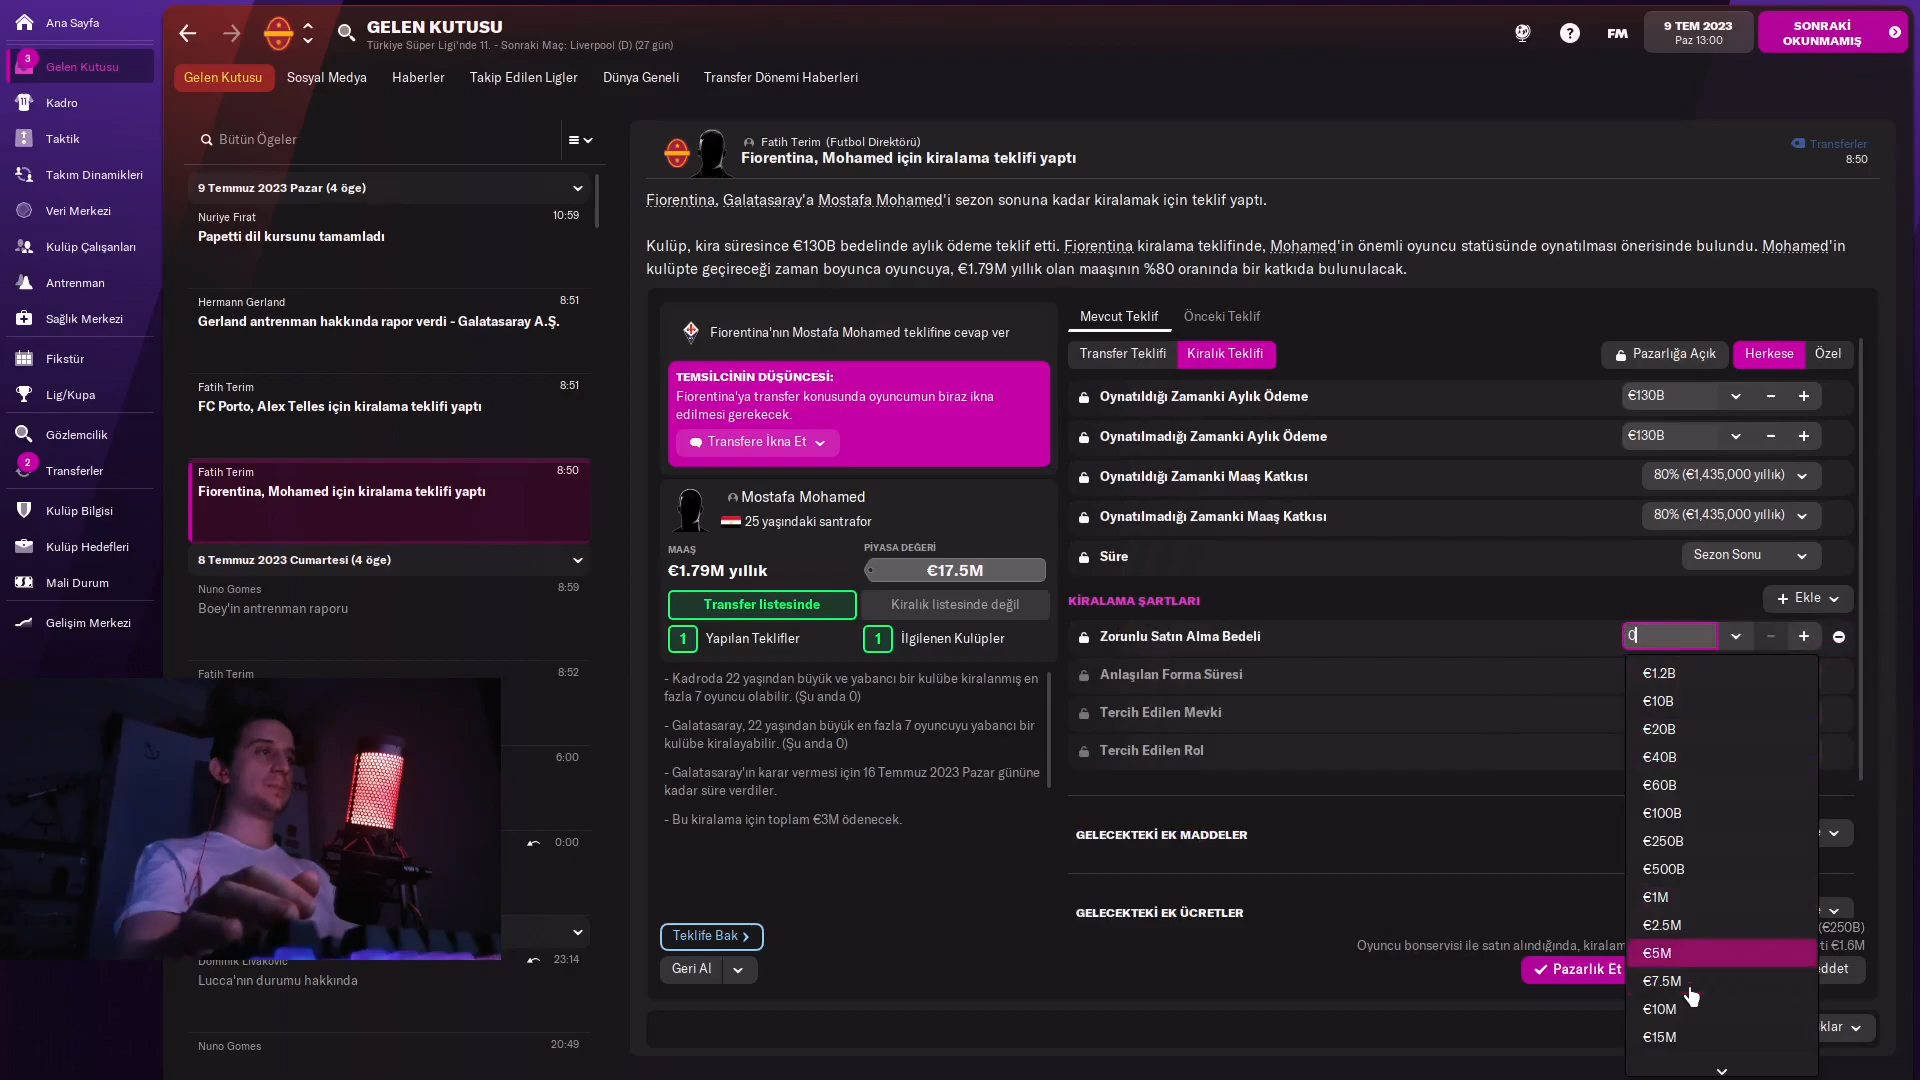 Ana Sayfa
3
Gelen Kutusu
Kadro
Taktik
Takım Dinamikleri
Veri Merkezi
Kulüp Çalışanları
Antrenman
Sağlık Merkezi
Fikstür
Lig/Kupa
Gözlemcilik
2
Transferler
Kulüp Bilgisi
Kulüp Hedefleri
Mali Durum
Gelişim Merkezi
GELEN KUTUSU
Türkiye Süper Ligi'nde 11. - Sonraki Maç: Liverpool (D) (27 gün)
FM
9 TEM 2023
Paz 13:00
SONRAKİ
OKUNMAMIŞ
Gelen Kutusu
Sosyal Medya
Haberler
Takip Edilen Ligler
Dünya Geneli
Transfer Dönemi Haberleri
Bütün Ögeler
9 Temmuz 2023 Pazar (4 öge)
Nuriye Fırat
10:59
Papetti dil kursunu tamamladı
Hermann Gerland
8:51
Gerland antrenman hakkında rapor verdi - Galatasaray A.Ş.
Fatih Terim
8:51
FC Porto, Alex Telles için kiralama teklifi yaptı
Fatih Terim
8:50
Fiorentina, Mohamed için kiralama teklifi yaptı
8 Temmuz 2023 Cumartesi (4 öge)
Nuno Gomes
8:59
Boey'in antrenman raporu
Fatih Terim
8:52
6:00
0:00
Dominik Livakovic
23:14
Lucca'nın durumu hakkında
Nuno Gomes
20:49
Fatih Terim (Futbol Direktörü)
Fiorentina, Mohamed için kiralama teklifi yaptı
Transferler
8:50
Fiorentina, Galatasaray'a Mostafa Mohamed'i sezon sonuna kadar kiralamak için teklif yaptı.
Kulüp, kira süresince €130B bedelinde aylık ödeme teklif etti. Fiorentina kiralama teklifinde, Mohamed'in önemli oyuncu statüsünde oynatılması önerisinde bulundu. Mohamed'in
kulüpte geçireceği zaman boyunca oyuncuya, €1.79M yıllık olan maaşının %80 oranında bir katkıda bulunulacak.
Fiorentina'nın Mostafa Mohamed teklifine cevap ver
TEMSİLCİNİN DÜŞÜNCESİ:
Fiorentina'ya transfer konusunda oyuncumun biraz ikna
edilmesi gerekecek.
Transfere İkna Et
Mostafa Mohamed
25 yaşındaki santrafor
MAAŞ
€1.79M yıllık
PİYASA DEĞERİ
€17.5M
Transfer listesinde
Kiralık listesinde değil
1
Yapılan Teklifler
1
İlgilenen Kulüpler
- Kadroda 22 yaşından büyük ve yabancı bir kulübe kiralanmış en
fazla 7 oyuncu olabilir. (Şu anda 0)
- Galatasaray, 22 yaşından büyük en fazla 7 oyuncuyu yabancı bir
kulübe kiralayabilir. (Şu anda 0)
- Galatasaray'ın karar vermesi için 16 Temmuz 2023 Pazar gününe
kadar süre verdiler.
- Bu kiralama için toplam €3M ödenecek.
Teklife Bak
Geri Al
Mevcut Teklif
Önceki Teklif
Transfer Teklifi
Kiralık Teklifi
Pazarlığa Açık
Herkese
Özel
Oynatıldığı Zamanki Aylık Ödeme
€130B
Oynatılmadığı Zamanki Aylık Ödeme
€130B
Oynatıldığı Zamanki Maaş Katkısı
80% (€1,435,000 yıllık)
Oynatılmadığı Zamanki Maaş Katkısı
80% (€1,435,000 yıllık)
Süre
Sezon Sonu
KİRALAMA ŞARTLARI
Ekle
Zorunlu Satın Alma Bedeli
0
Anlaşılan Forma Süresi
Tercih Edilen Mevki
Tercih Edilen Rol
€1.2B
€10B
€20B
€40B
€60B
€100B
€250B
€500B
€1M
€2.5M
€5M
€7.5M
€10M
€15M
GELECEKTEKİ EK MADDELER
GELECEKTEKİ EK ÜCRETLER
(€250B)
Oyuncu bonservisi ile satın alındığında, kiralam
ti €1.6M
Pazarlık Et
ddet
klar